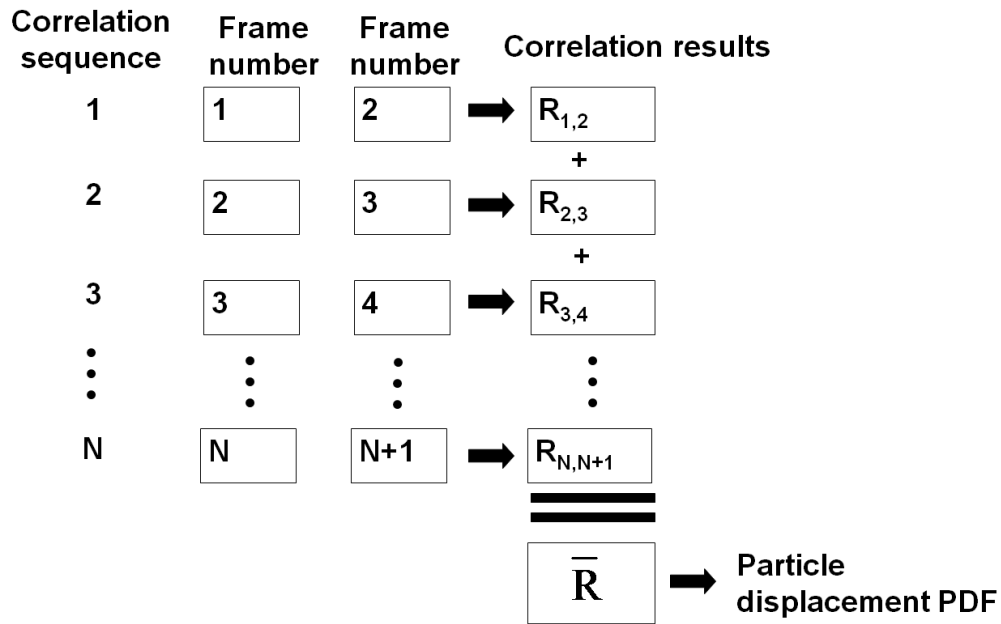 Correlation sequence
Frame number
Frame number
Correlation results
1
1
2
R1,2
+
2
2
3
R2,3
+
3
3
4
R3,4
N
N
N+1
RN,N+1
R̅
Particle
displacement PDF